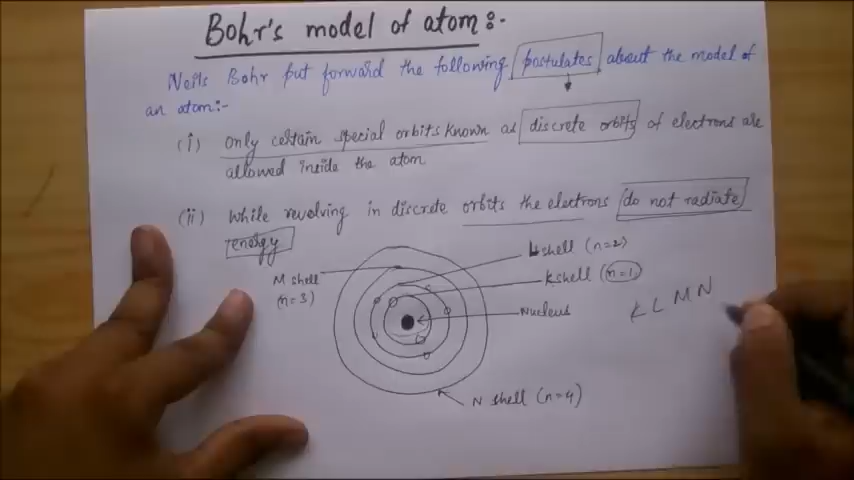 Bohr's model of atom:-
Neils Bohr put forward the following postulates about the model of
an atom:-
(i) only certain special orbits known as discrete orbits of electrons are
allowed inside the atom
(ii) While revolving in discrete orbits the electrons do not radiate
energy
L shell (n=2)
M shell
(n=3)
K shell (n=1)
Nucleus
K L M N
N shell (n=4)